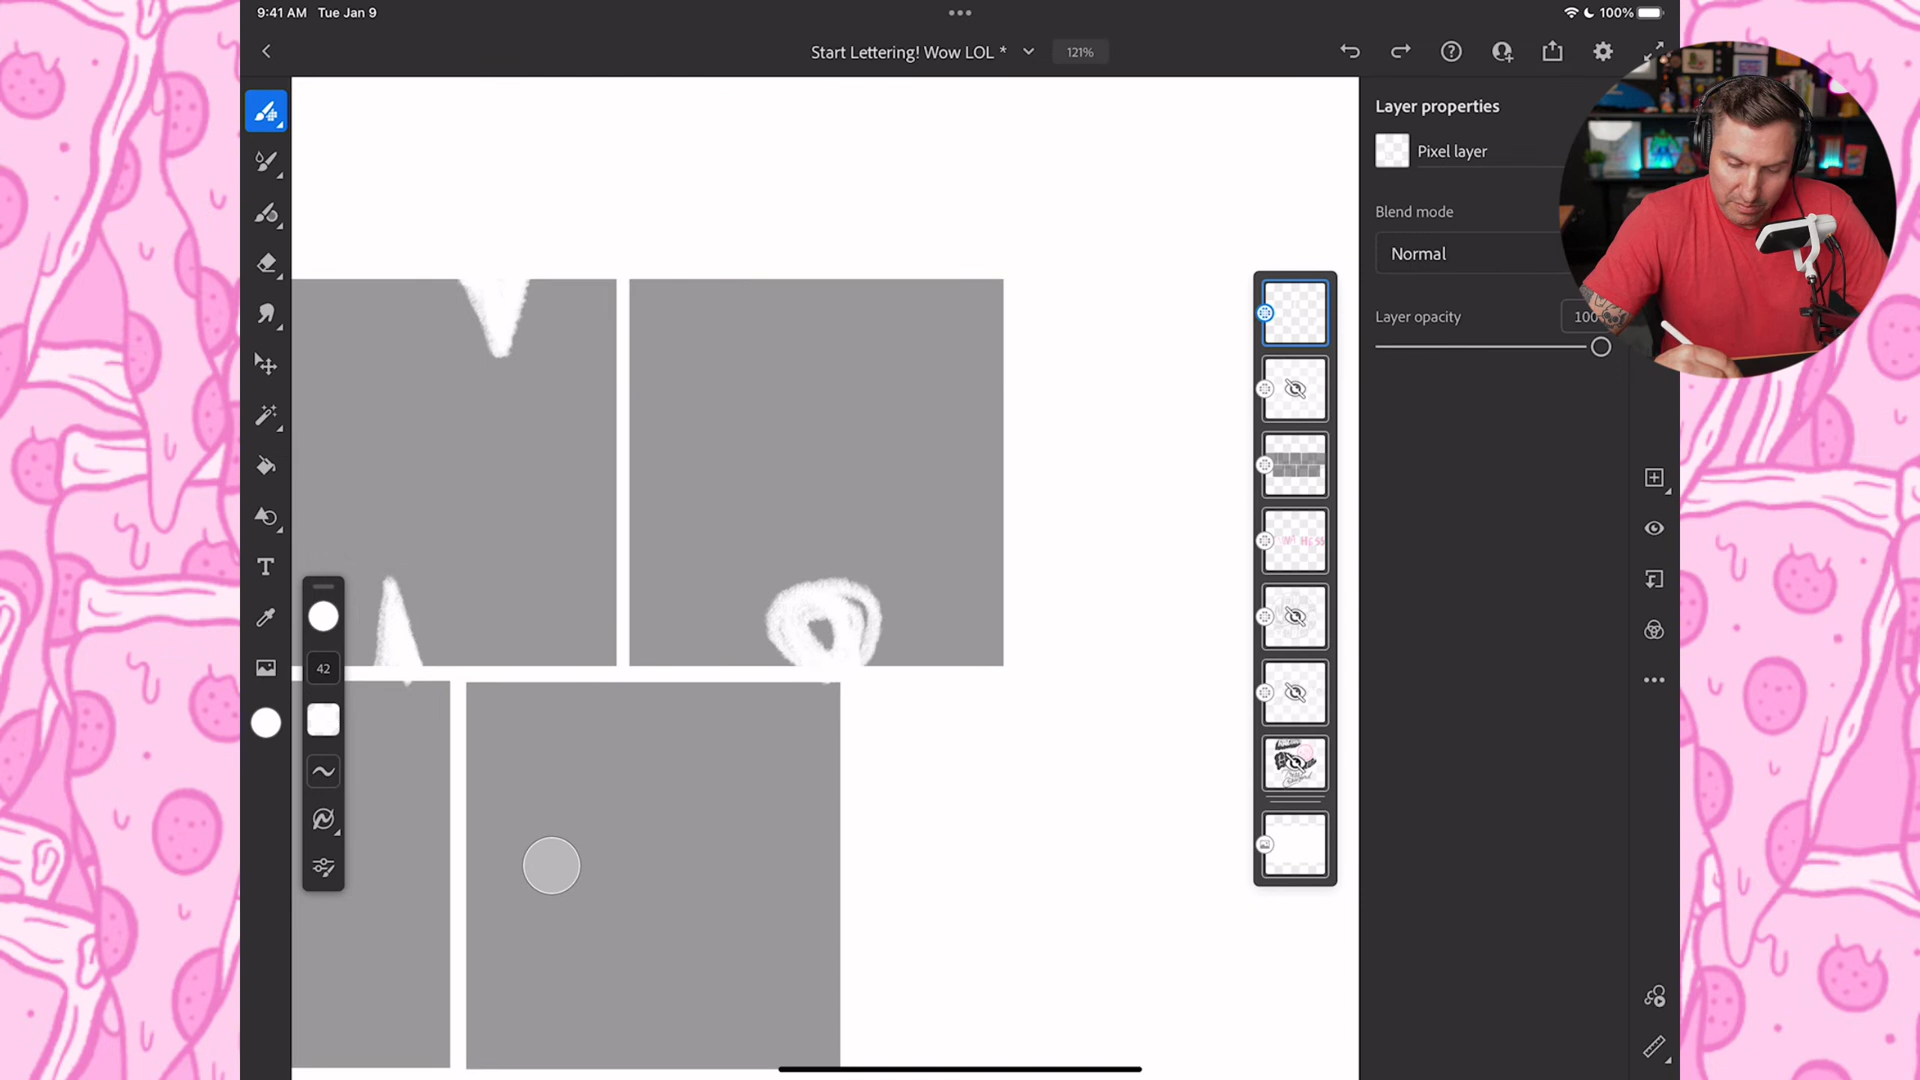 9:41 AM Tue Jan 9
100%
Start Lettering! Wow LOL *
121%
Layer properties
Pixel layer
Blend mode
Normal
Layer opacity
100
42
T